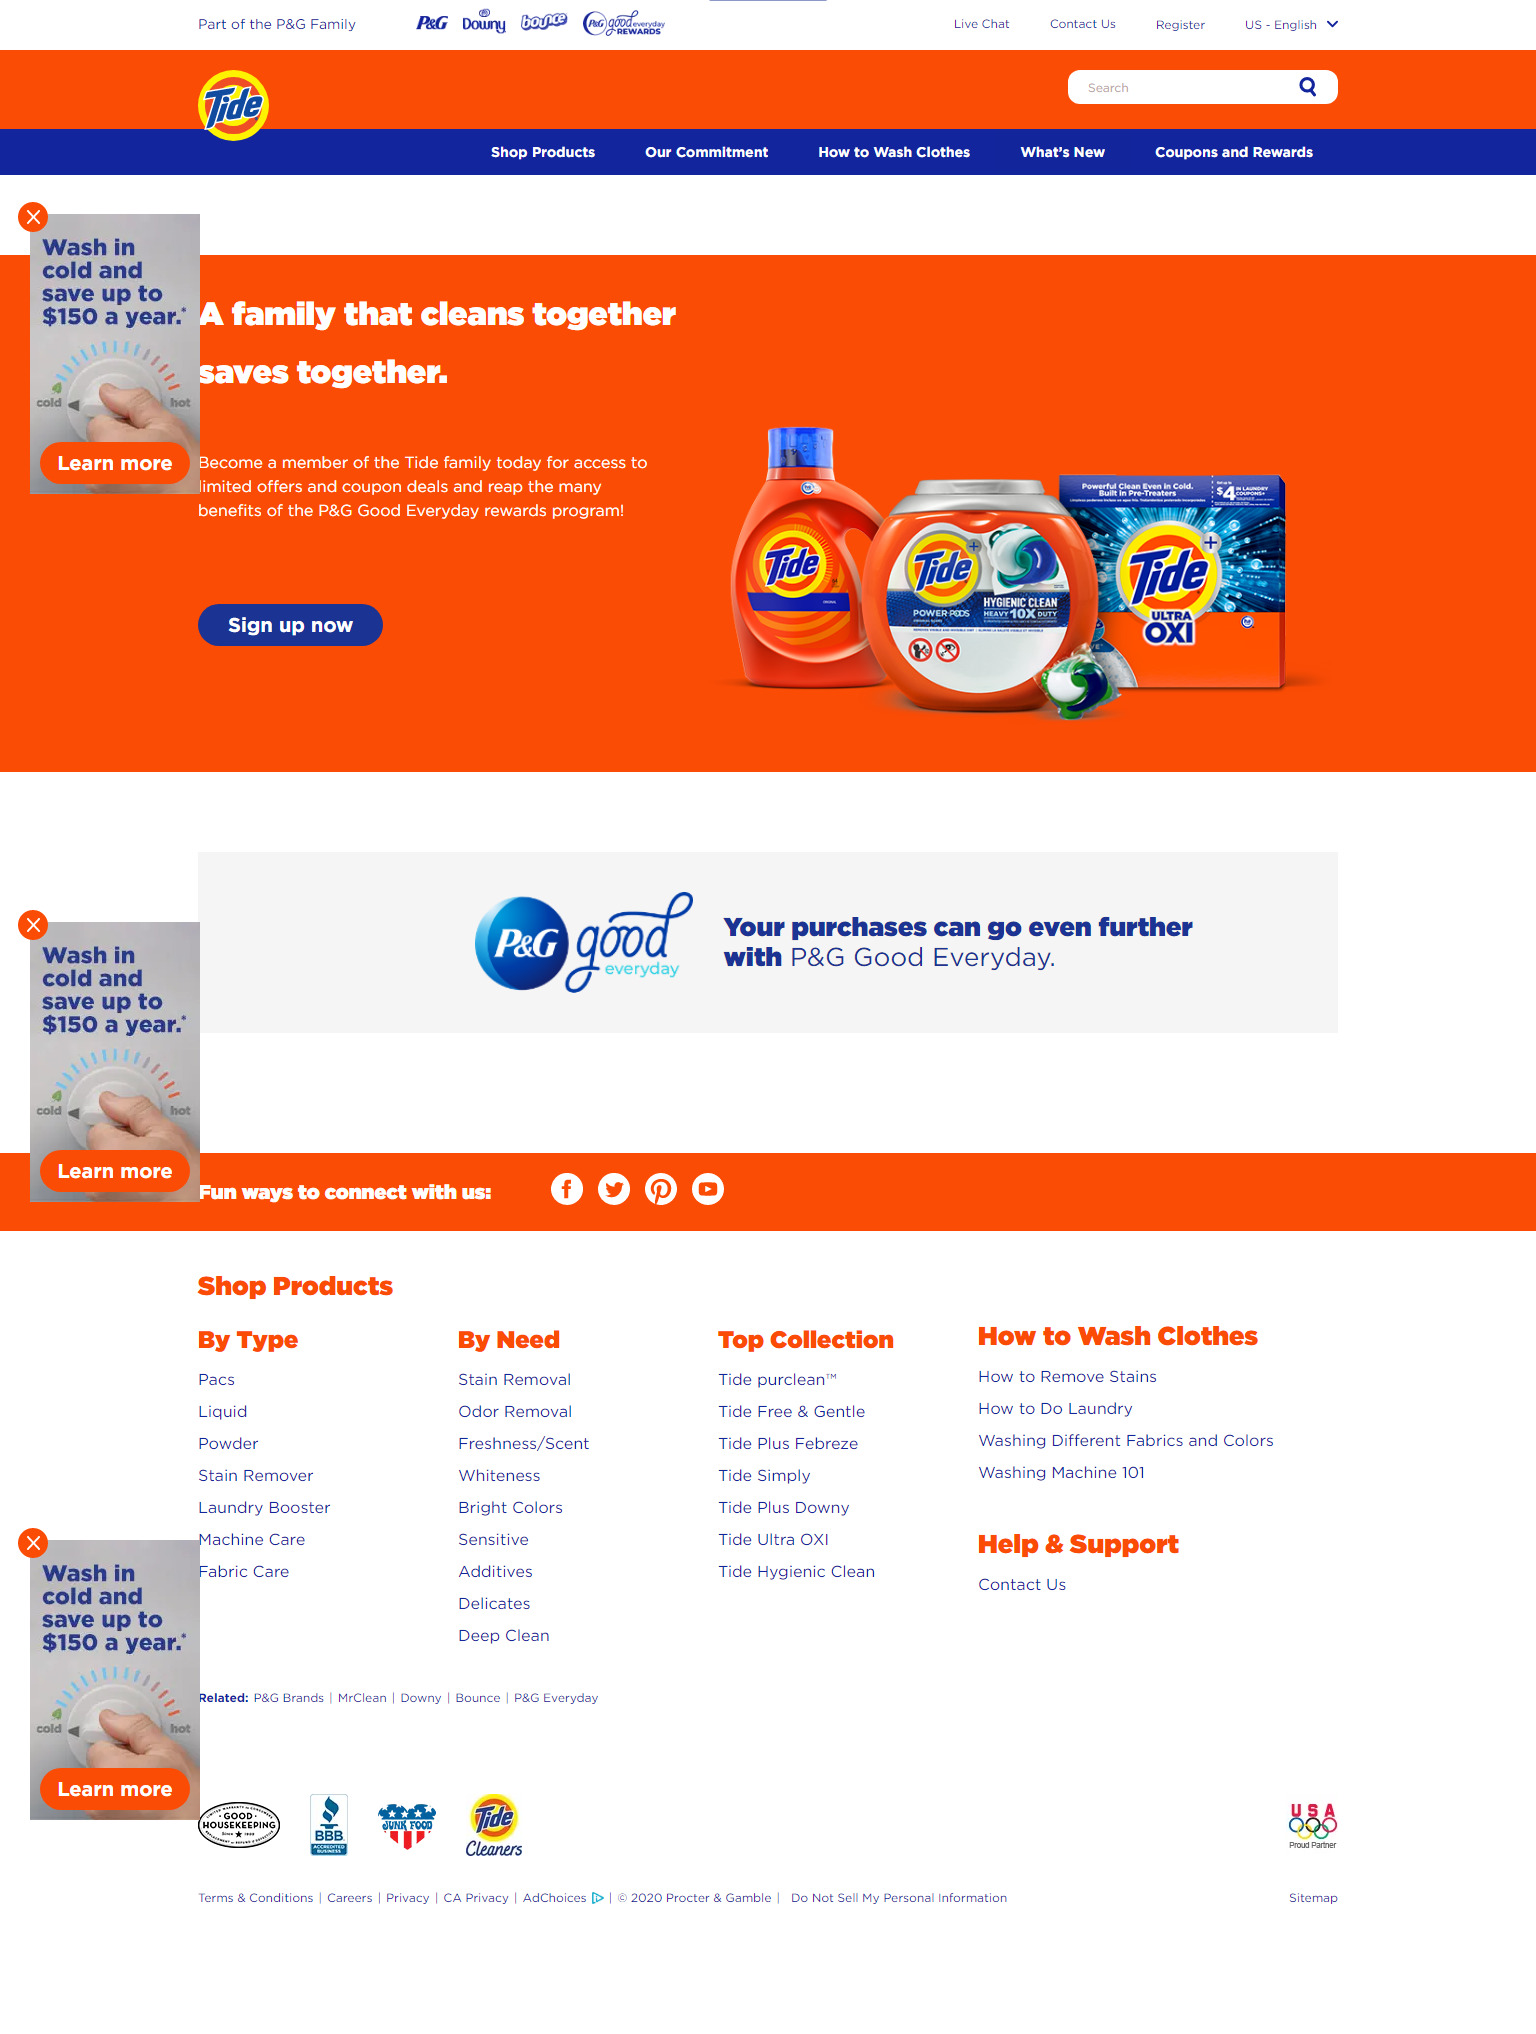 Part of the P&G Family
P&G
Downy
bounce
P&G good everyday REWARDS
Live Chat
Contact Us
Register
US - English
Tide
Search
Shop Products
Our Commitment
How to Wash Clothes
What's New
Coupons and Rewards
Wash in
cold and
save up to
$150 a year.*
cold
hot
Learn more
A family that cleans together
saves together.
Become a member of the Tide family today for access to
limited offers and coupon deals and reap the many
benefits of the P&G Good Everyday rewards program!
Sign up now
Tide
ORIGINAL
Tide+
POWER PODS
HYGIENIC CLEAN
HEAVY 10X DUTY
Powerful Clean Even in Cold.
Built in Pre-Treaters
$4 IN LAUNDRY
COUPONS+
Tide+
ULTRA
OXI
P&G good
everyday
Your purchases can go even further
with P&G Good Everyday.
Wash in
cold and
save up to
$150 a year.*
cold
hot
Learn more
Fun ways to connect with us:
Shop Products
By Type
Pacs
Liquid
Powder
Stain Remover
Laundry Booster
Machine Care
Fabric Care
By Need
Stain Removal
Odor Removal
Freshness/Scent
Whiteness
Bright Colors
Sensitive
Additives
Delicates
Deep Clean
Top Collection
Tide purclean™
Tide Free & Gentle
Tide Plus Febreze
Tide Simply
Tide Plus Downy
Tide Ultra OXI
Tide Hygienic Clean
How to Wash Clothes
How to Remove Stains
How to Do Laundry
Washing Different Fabrics and Colors
Washing Machine 101
Help & Support
Contact Us
Wash in
cold and
save up to
$150 a year.*
cold
hot
Learn more
Related: P&G Brands | MrClean | Downy | Bounce | P&G Everyday
GOOD
HOUSEKEEPING
SINCE ★ 1909
BBB
ACCREDITED
BUSINESS
JUNK FOOD
Tide
Cleaners
USA
Proud Partner
Terms & Conditions | Careers | Privacy | CA Privacy | AdChoices | © 2020 Procter & Gamble | Do Not Sell My Personal Information
Sitemap